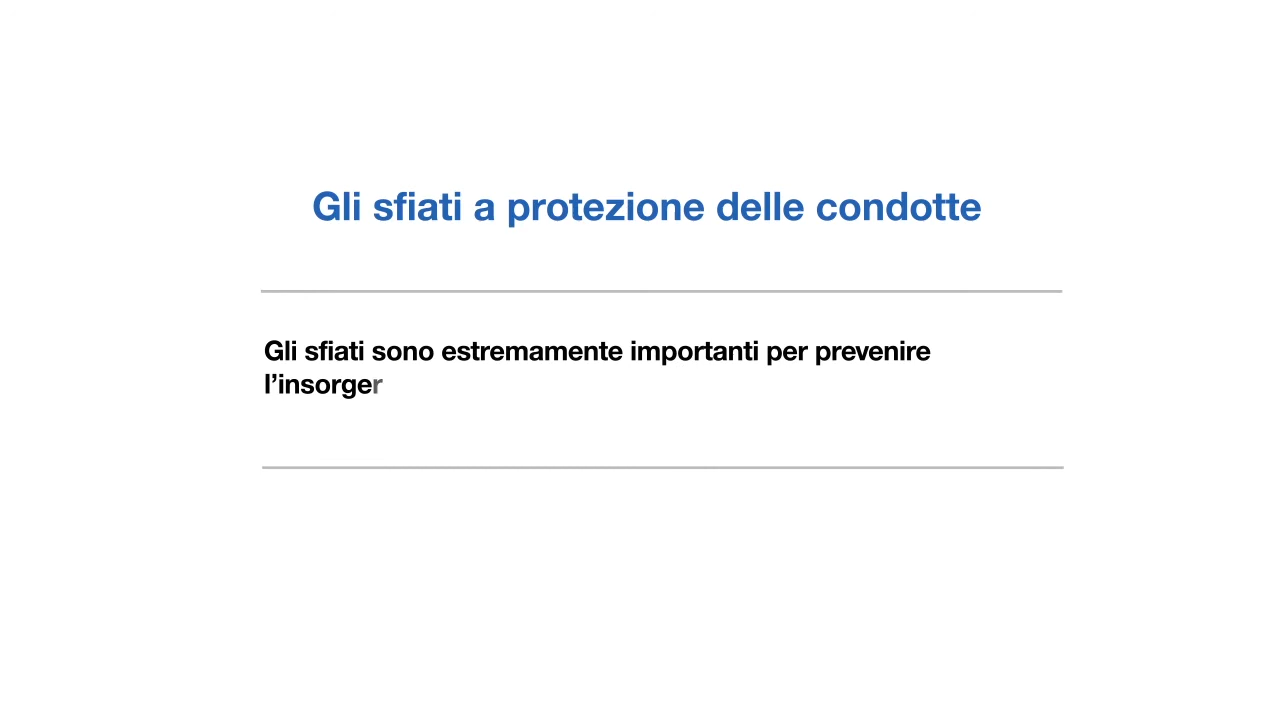 Gli sfiati a protezione delle condotte
Gli sfiati sono estremamente importanti per prevenire
l’insorger